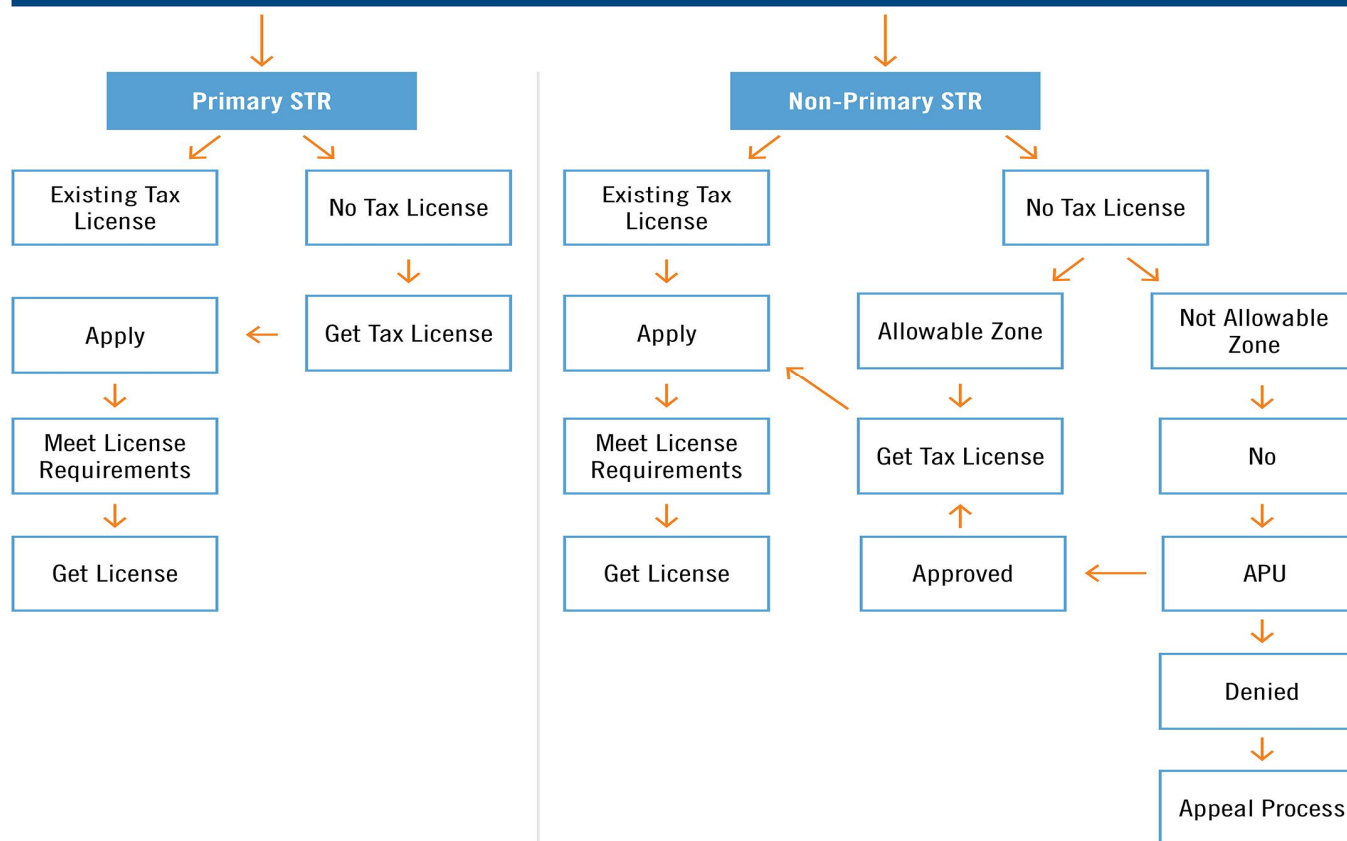 Primary STR
Existing Tax
License
No Tax License
Apply
Get Tax License
Meet License
Requirements
Get License
Non-Primary STR
Existing Tax
License
No Tax License
Apply
Allowable Zone
Not Allowable
Zone
Meet License
Requirements
Get Tax License
No
Get License
Approved
APU
Denied
Appeal Process